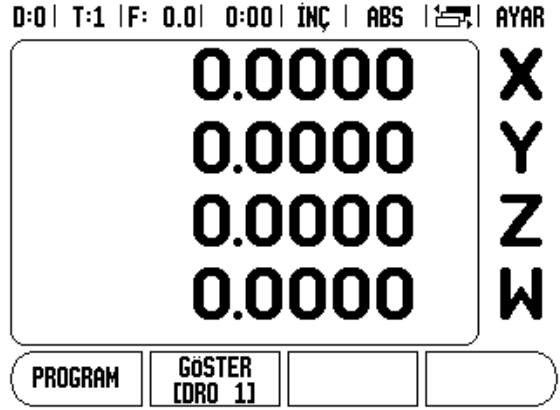 D:0 | T:1 | F: 0.0 | 0:00 | İNÇ | ABS | | AYAR
0.0000 X
0.0000 Y
0.0000 Z
0.0000 W
PROGRAM
GÖSTER
[DRO 1]